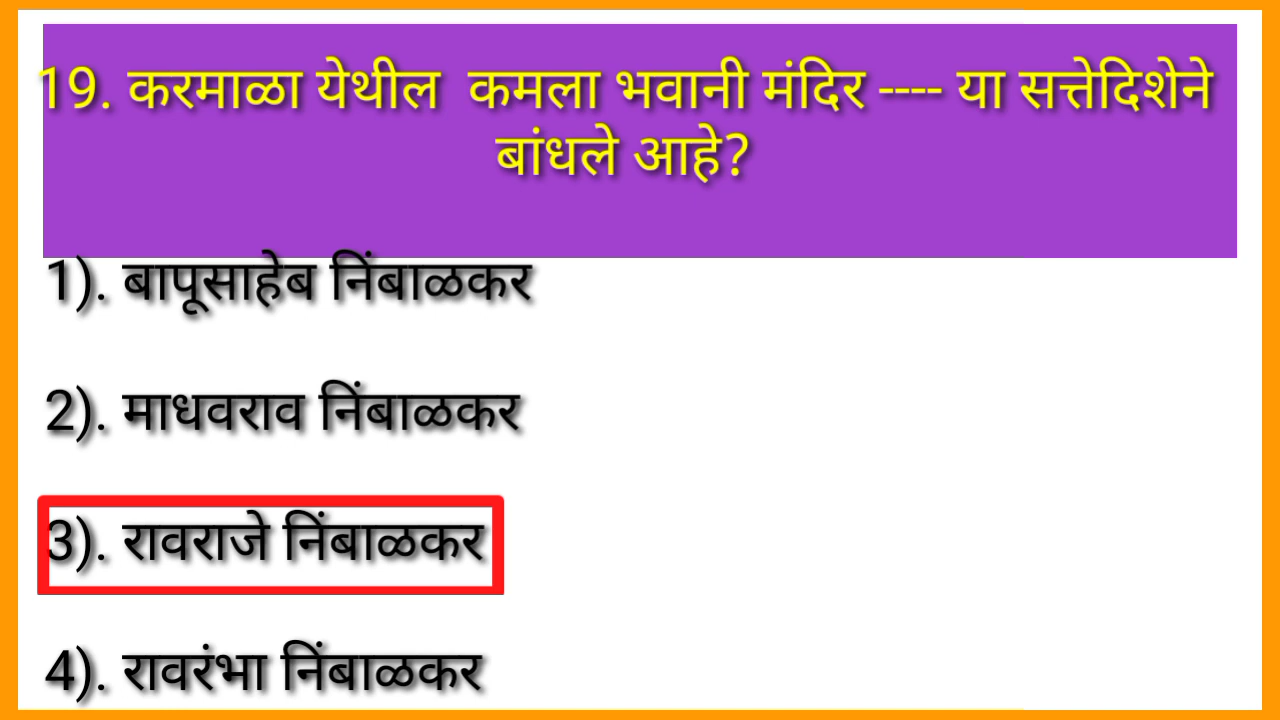 19. करमाळा येथील कमला भवानी मंदिर ---- या सत्तेदिशेने
बांधले आहे?
1). बापूसाहेब निंबाळकर
2). माधवराव निंबाळकर
3). रावराजे निंबाळकर
4). रावरंभा निंबाळकर